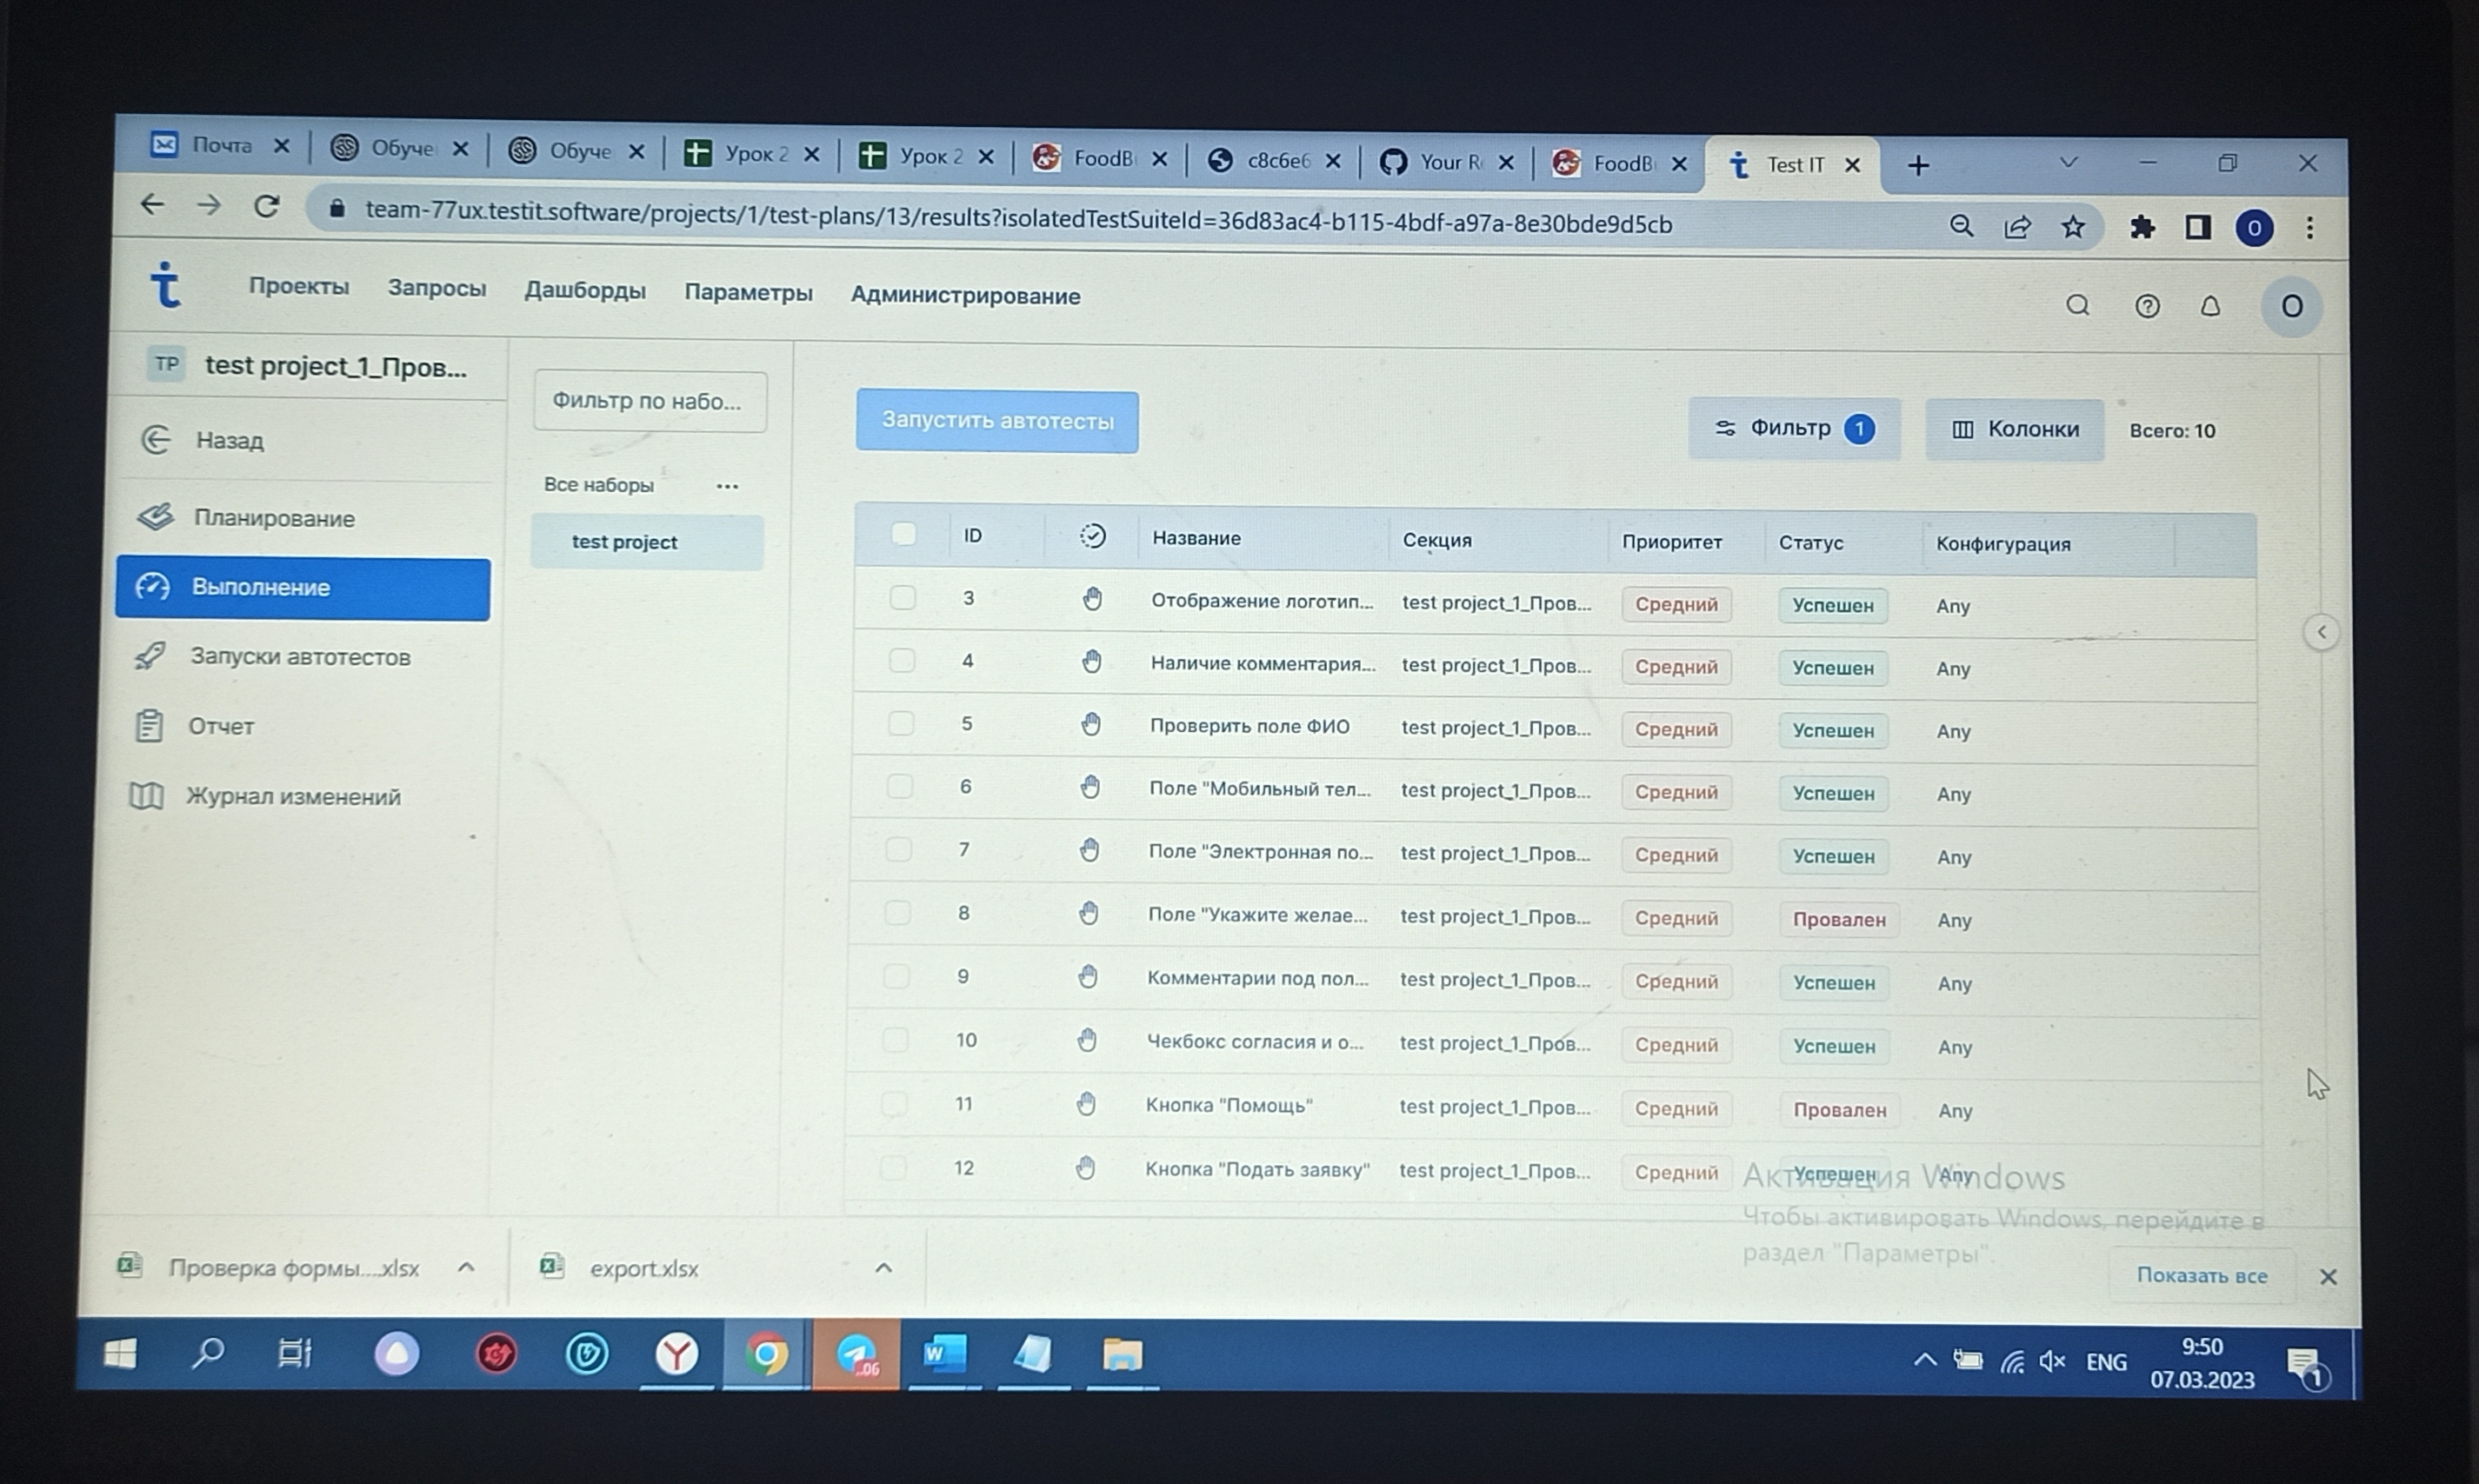 Почта
Обуче
Обуче
Урок 2
Урок 2
FoodB
c8c6e6
Your R
FoodB
Test IT
team-77ux.testit.software/projects/1/test-plans/13/results?isolatedTestSuiteId=36d83ac4-b115-4bdf-a97a-8e30bde9d5cb
O
Проекты Запросы Дашборды Параметры Администрирование
O
TP test project_1_Пров...
Назад
Планирование
Выполнение
Запуски автотестов
Отчет
Журнал изменений
Фильтр по набо...
Все наборы ...
test project
Запустить автотесты
Фильтр 1
Колонки
Всего: 10
ID Название Секция Приоритет Статус Конфигурация
3 Отображение логотип... test project_1_Пров... Средний Успешен Any
4 Наличие комментария... test project_1_Пров... Средний Успешен Any
5 Проверить поле ФИО test project_1_Пров... Средний Успешен Any
6 Поле "Мобильный тел... test project_1_Пров... Средний Успешен Any
7 Поле "Электронная по... test project_1_Пров... Средний Успешен Any
8 Поле "Укажите желае... test project_1_Пров... Средний Провален Any
9 Комментарии под пол... test project_1_Пров... Средний Успешен Any
10 Чекбокс согласия и о... test project_1_Пров... Средний Успешен Any
11 Кнопка "Помощь" test project_1_Пров... Средний Провален Any
12 Кнопка "Подать заявку" test project_1_Пров... Средний Успешен Any
Активация Windows
Чтобы активировать Windows, перейдите в
раздел "Параметры".
Проверка формы....xlsx
export.xlsx
Показать все
..06
W
ENG
9:50
07.03.2023
1